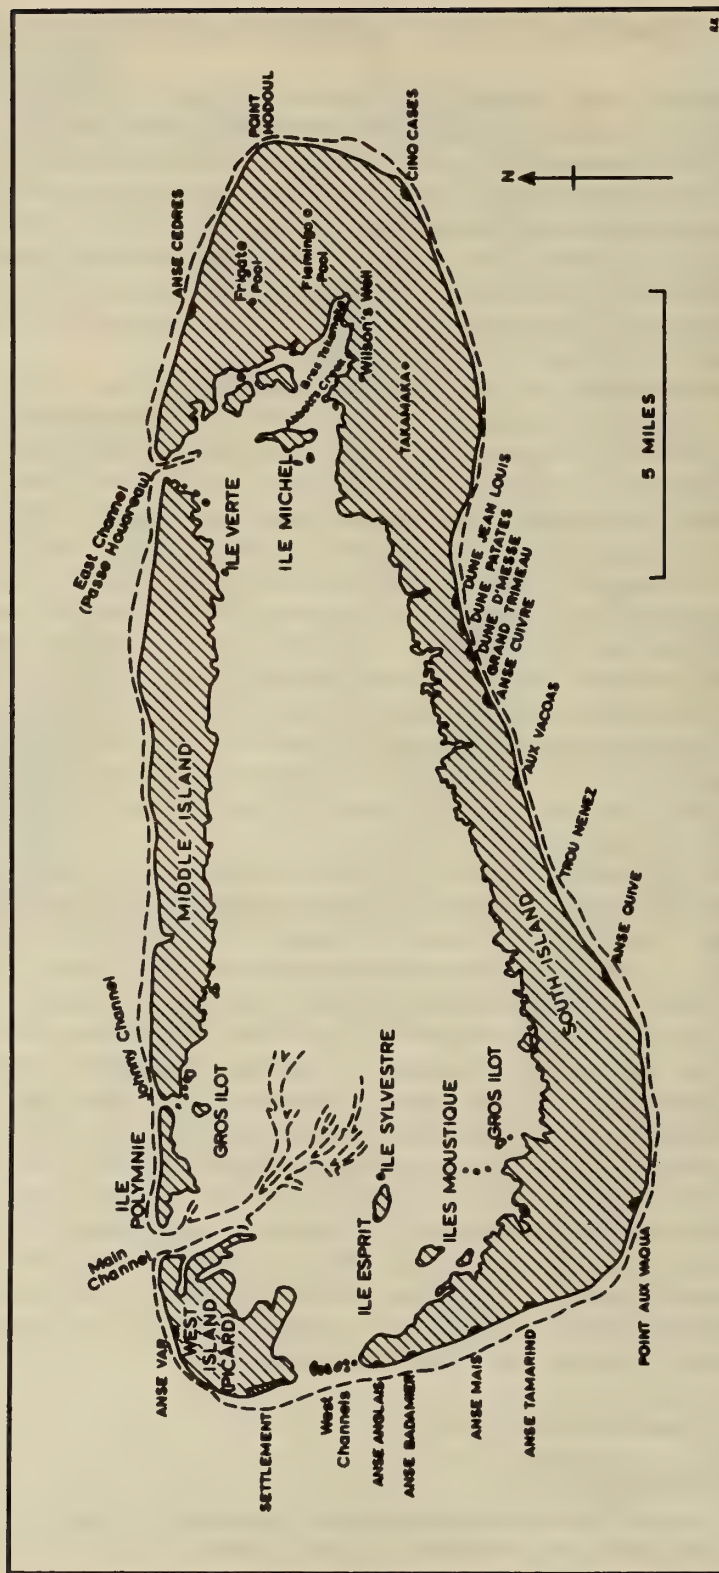 POINT
HODOUL
ANSE CEDRES
Frigate
Pool
Flamingo
Pool
CINQ CASES
N
East Channel
(Passe Houareau)
ILE VERTE
ILE MICHEL
Bras Takamaka
Abbott's Creek
Wilson's Well
TAKAMAKA
5 MILES
DUNE JEAN LOUIS
DUNE PATATES
DUNE D'MESSE
GRAND TRIMEAU
ANSE CUIVRE
AUX VACOAS
TROU NENEZ
ANSE QUIVE
MIDDLE ISLAND
SOUTH ISLAND
Johnny Channel
GROS ILOT
ILE
POLYMNIE
Main
Channel
ILE SYLVESTRE
ILE ESPRIT
ILES MOUSTIQUE
GROS ILOT
ANSE VAR
WEST
ISLAND
(PICARD)
SETTLEMENT
West
Channels
ANSE ANGLAIS
ANSE BADAMIER
ANSE MAIS
ANSE TAMARIND
POINT AUX VAQUA